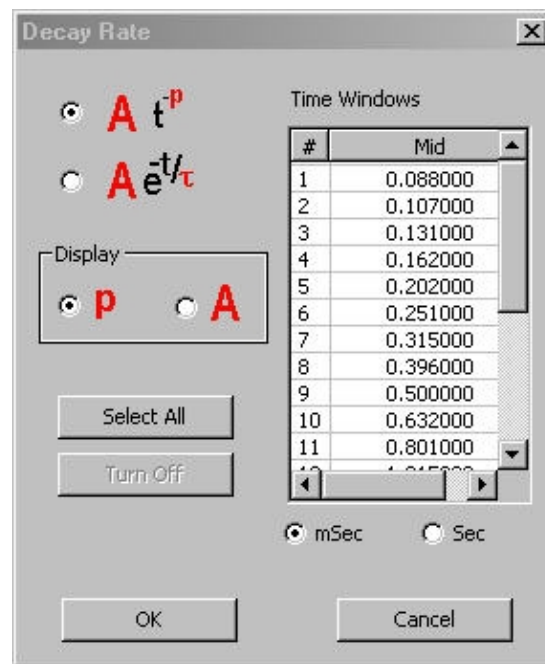 Decay Rate
A t^-p
A e^-t/τ
Display
p A
Select All
Turn Off
Time Windows
# Mid
1 0.088000
2 0.107000
3 0.131000
4 0.162000
5 0.202000
6 0.251000
7 0.315000
8 0.396000
9 0.500000
10 0.632000
11 0.801000
mSec Sec
OK Cancel